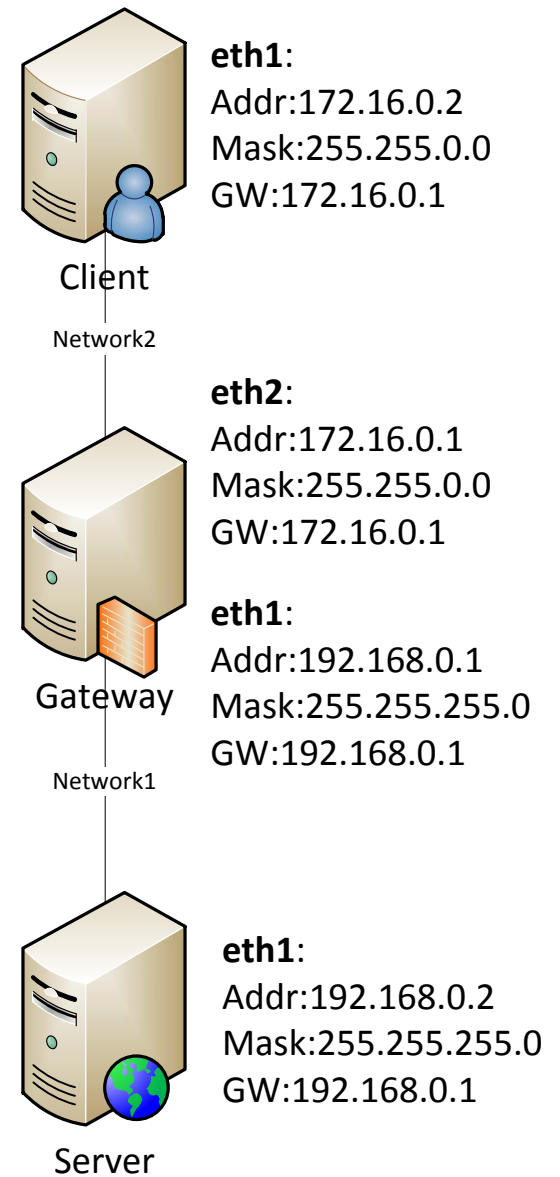 eth1:
Addr:172.16.0.2
Mask:255.255.0.0
GW:172.16.0.1
Client
Network2
eth2:
Addr:172.16.0.1
Mask:255.255.0.0
GW:172.16.0.1
eth1:
Addr:192.168.0.1
Mask:255.255.255.0
GW:192.168.0.1
Gateway
Network1
eth1:
Addr:192.168.0.2
Mask:255.255.255.0
GW:192.168.0.1
Server